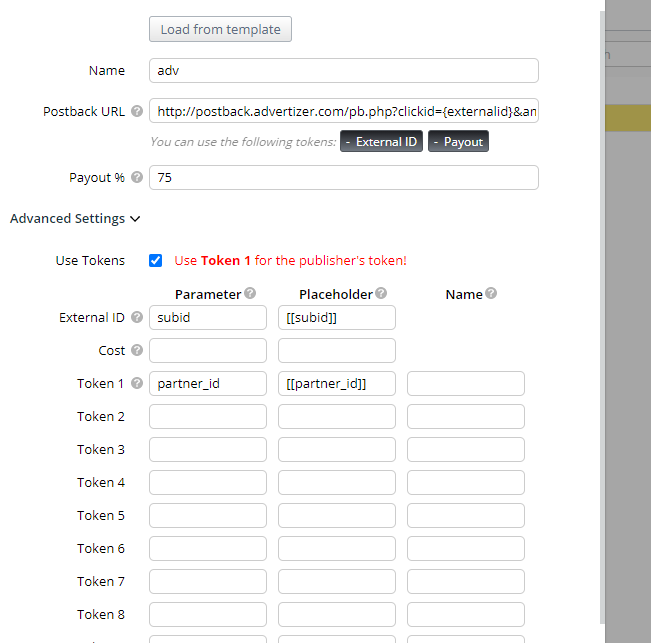 Load from template
Name adv
Postback URL http://postback.advertizer.com/pb.php?clickid={externalid}&an
You can use the following tokens: - External ID - Payout
Payout % 75
Advanced Settings
Use Tokens Use Token 1 for the publisher's token!
Parameter Placeholder Name
External ID subid [[subid]]
Cost
Token 1 partner_id [[partner_id]]
Token 2
Token 3
Token 4
Token 5
Token 6
Token 7
Token 8